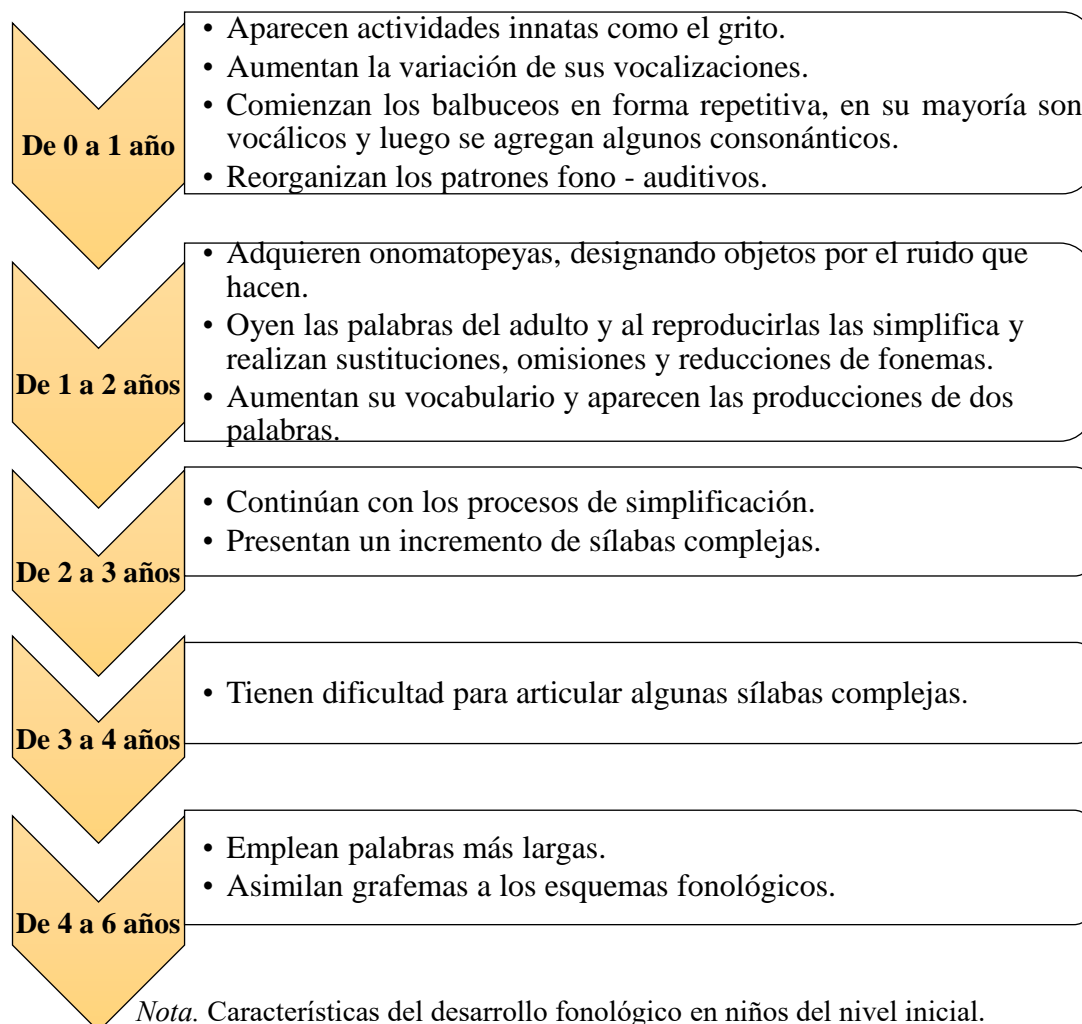 De 0 a 1 año
• Aparecen actividades innatas como el grito.
• Aumentan la variación de sus vocalizaciones.
• Comienzan los balbuceos en forma repetitiva, en su mayoría son
vocálicos y luego se agregan algunos consonánticos.
• Reorganizan los patrones fono - auditivos.
De 1 a 2 años
• Adquieren onomatopeyas, designando objetos por el ruido que
hacen.
• Oyen las palabras del adulto y al reproducirlas las simplifica y
realizan sustituciones, omisiones y reducciones de fonemas.
• Aumentan su vocabulario y aparecen las producciones de dos
palabras.
De 2 a 3 años
• Continúan con los procesos de simplificación.
• Presentan un incremento de sílabas complejas.
De 3 a 4 años
• Tienen dificultad para articular algunas sílabas complejas.
De 4 a 6 años
• Emplean palabras más largas.
• Asimilan grafemas a los esquemas fonológicos.
Nota. Características del desarrollo fonológico en niños del nivel inicial.